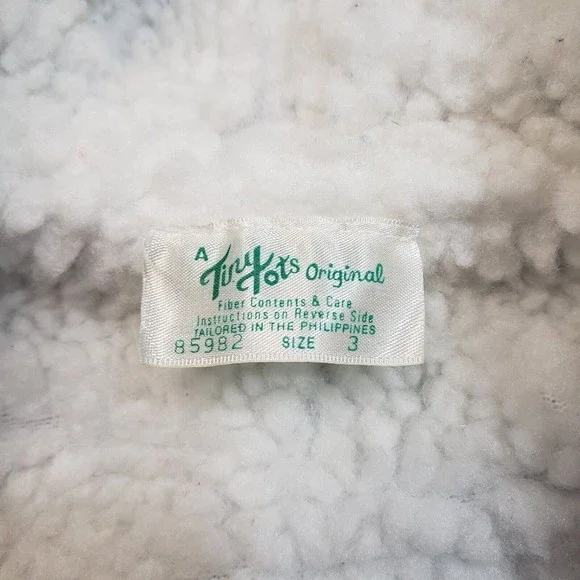 A Tiny Tots Original
Fiber Contents & Care
Instructions on Reverse Side
TAILORED IN THE PHILIPPINES
85982 SIZE 3